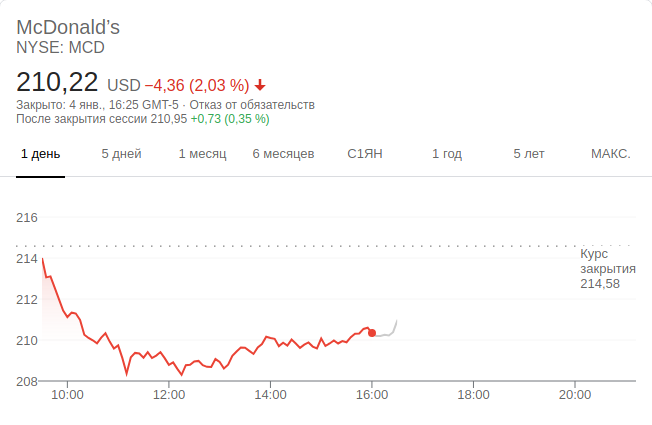 McDonald’s
NYSE: MCD
210,22 USD −4,36 (2,03 %)
Закрыто: 4 янв., 16:25 GMT-5 · Отказ от обязательств
После закрытия сессии 210,95 +0,73 (0,35 %)
1 день 5 дней 1 месяц 6 месяцев С1ЯН 1 год 5 лет МАКС.
216
214
212
210
208
Курс
закрытия
214,58
10:00 12:00 14:00 16:00 18:00 20:00